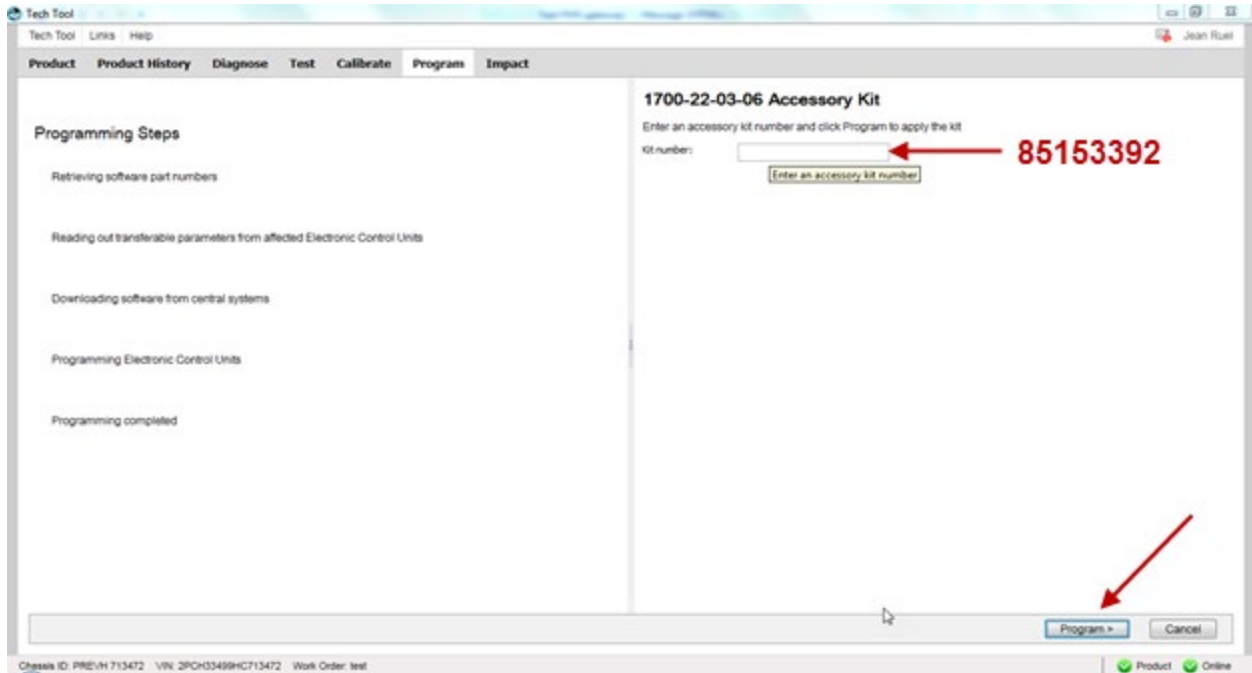 Tech Tool
Tech Tool Links Help
Jean Ruel
Product Product History Diagnose Test Calibrate Program Impact
Programming Steps
Retrieving software part numbers
Reading out transferable parameters from affected Electronic Control Units
Downloading software from central systems
Programming Electronic Control Units
Programming completed
1700-22-03-06 Accessory Kit
Enter an accessory kit number and click Program to apply the kit
Kit number:
85153392
Enter an accessory kit number
Program >
Cancel
Chassis ID: PREVH 713472 VIN: 2PCH33499HC713472 Work Order: test
Product Online